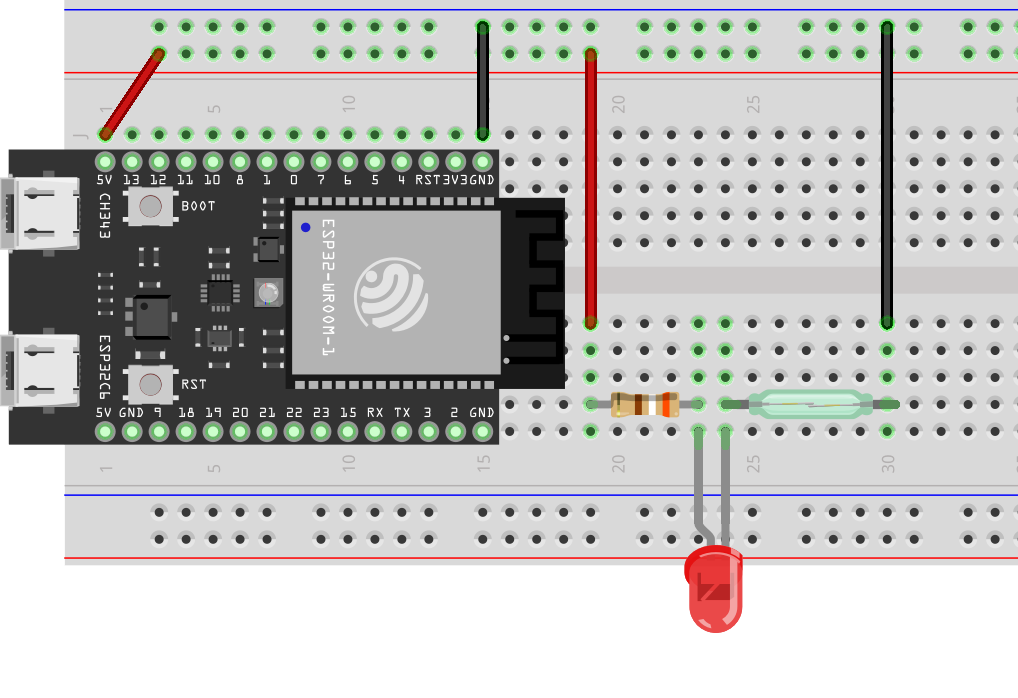 1 5 10 20 25
J
5V 13 12 11 10 8 1 0 7 6 5 4 RST 3V3 GND
CH343
BOOT
ESP32-WROOM-1
ESP32C6
RST
5V GND 9 18 19 20 21 22 23 15 RX TX 3 2 GND
1 5 10 15 20 25 30